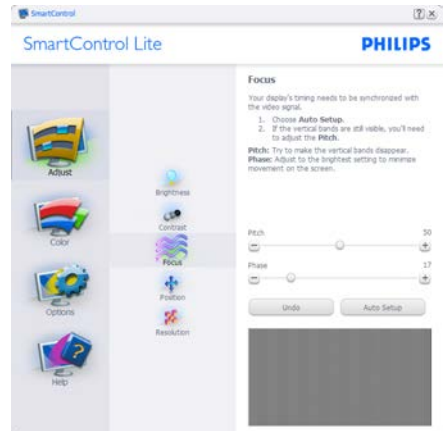 SmartControl
SmartControl Lite
PHILIPS
Adjust
Color
Options
Help
Brightness
Contrast
Focus
Position
Resolution
Focus
Your display's timing needs to be synchronized with
the video signal.
1. Choose Auto Setup.
2. If the vertical bands are still visible, you'll need
to adjust the Pitch.
Pitch: Try to make the vertical bands disappear.
Phase: Adjust to the brightest setting to minimize
movement on the screen.
Pitch 50
Phase 17
Undo Auto Setup